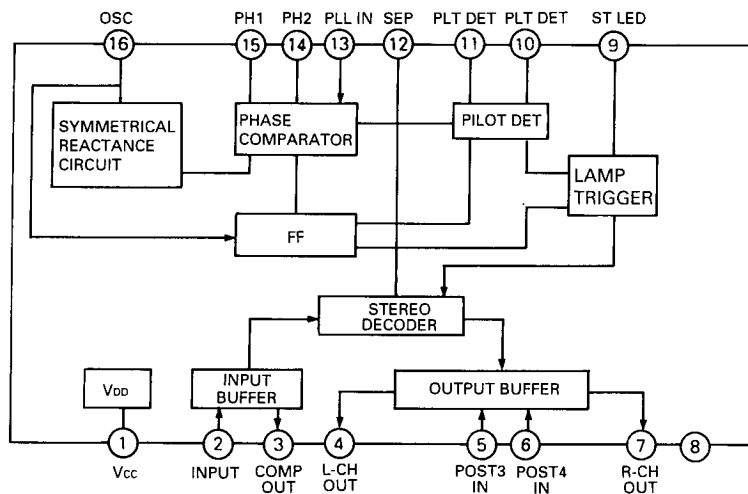 OSC PH1 PH2 PLL IN SEP PLT DET PLT DET ST LED
16 15 14 13 12 11 10 9
SYMMETRICAL
REACTANCE
CIRCUIT
PHASE
COMPARATOR
PILOT DET
LAMP
TRIGGER
FF
STEREO
DECODER
VDD
INPUT
BUFFER
OUTPUT BUFFER
1 2 3 4 5 6 7 8
VCC
INPUT
COMP
OUT
L-CH
OUT
POST3
IN
POST4
IN
R-CH
OUT